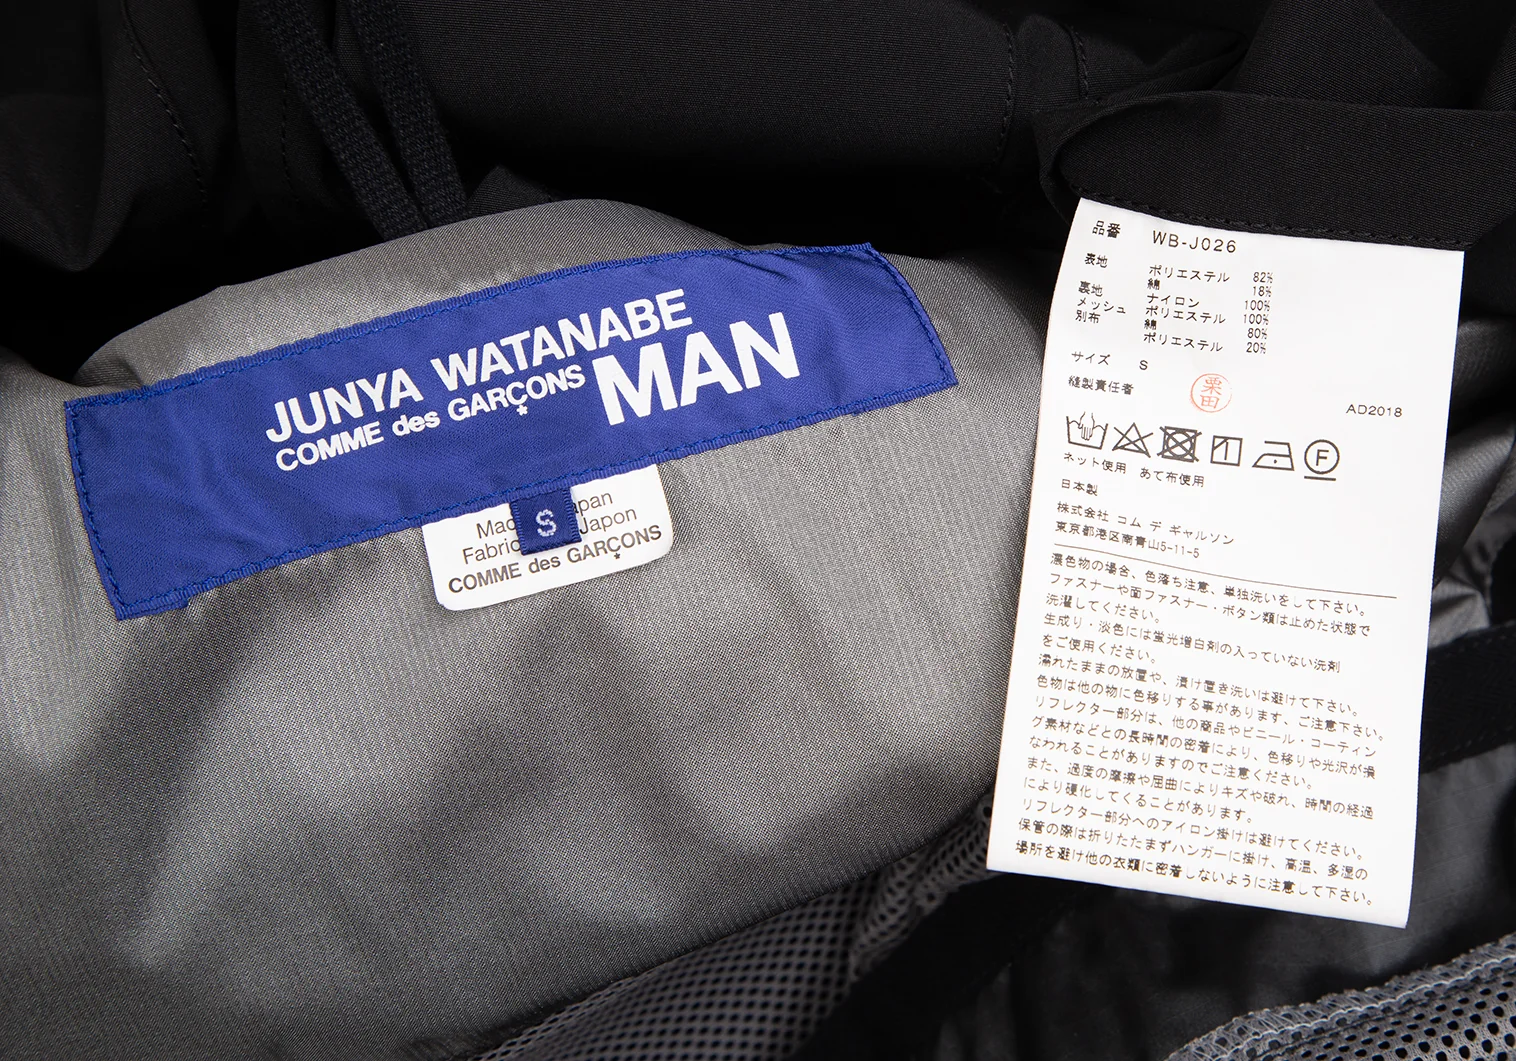 JUNYA WATANABE
COMME des GARÇONS
MAN
S
COMME des GARÇONS
品番 WB-J026
表地 ポリエステル 82%
綿 18%
裏地 ナイロン 100%
メッシュ ポリエステル 100%
別布 綿 80%
ポリエステル 20%
サイズ S
縫製責任者 栗田
AD2018
F
ネット使用 あて布使用
日本製
株式会社 コム デ ギャルソン
東京都港区南青山5-11-5
濃色物の場合、色落ち注意、単独洗いをして下さい。
ファスナーや面ファスナー・ボタン類は止めた状態で
洗濯してください。
生成り・淡色には蛍光増白剤の入っていない洗剤
をご使用ください。
濡れたままの放置や、漬け置き洗いは避けて下さい。
色物は他の物に色移りする事があります、ご注意下さい。
リフレクター部分は、他の商品やビニール・コーティン
グ素材などとの長時間の密着により、色移りや光沢が損
なわれることがありますのでご注意ください。
また、過度の摩擦や屈曲によりキズや破れ、時間の経過
により硬化してくることがあります。
リフレクター部分へのアイロン掛けは避けてください。
保管の際は折りたたまずハンガーに掛け、高温、多湿の
場所を避け他の衣類に密着しないように注意して下さい。